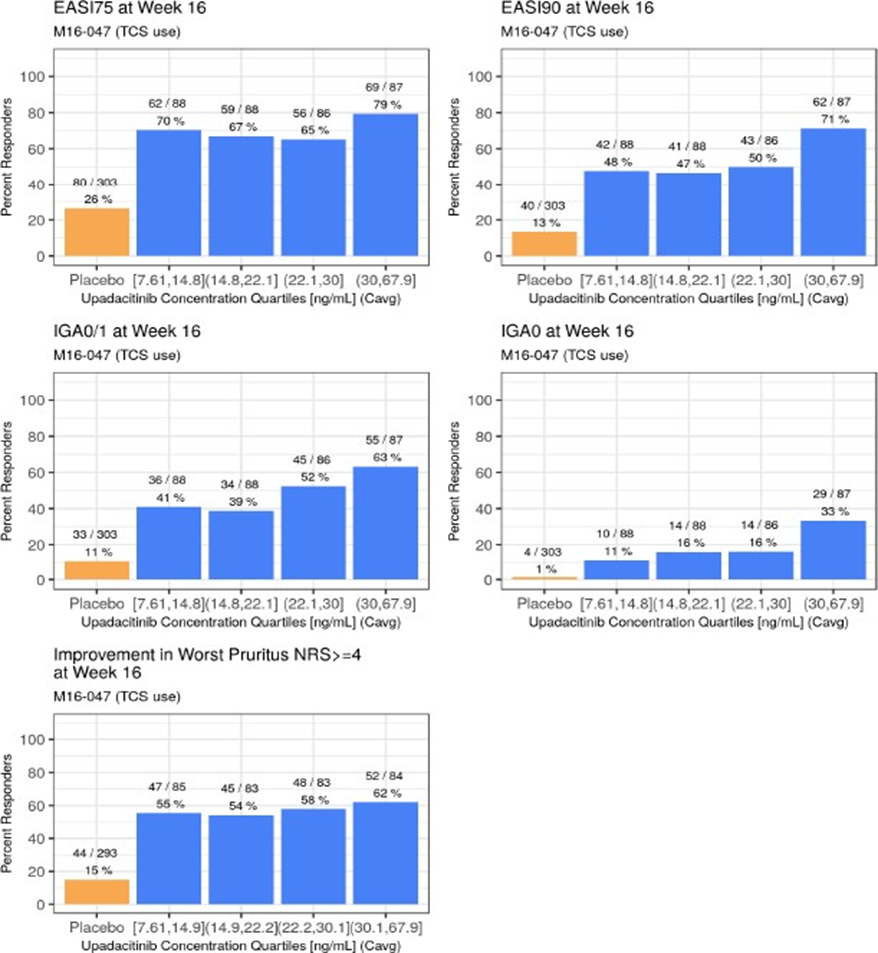 EASI75 at Week 16
M16-047 (TCS use)
Percent Responders
100
80
60
40
20
0
80 / 303
26 %
62 / 88
70 %
59 / 88
67 %
56 / 86
65 %
69 / 87
79 %
Placebo [7.61,14.8](14.8,22.1] (22.1,30] (30,67.9]
Upadacitinib Concentration Quartiles [ng/mL] (Cavg)
EASI90 at Week 16
M16-047 (TCS use)
Percent Responders
100
80
60
40
20
0
40 / 303
13 %
42 / 88
48 %
41 / 88
47 %
43 / 86
50 %
62 / 87
71 %
Placebo [7.61,14.8](14.8,22.1] (22.1,30] (30,67.9]
Upadacitinib Concentration Quartiles [ng/mL] (Cavg)
IGA0/1 at Week 16
M16-047 (TCS use)
Percent Responders
100
80
60
40
20
0
33 / 303
11 %
36 / 88
41 %
34 / 88
39 %
45 / 86
52 %
55 / 87
63 %
Placebo [7.61,14.8](14.8,22.1] (22.1,30] (30,67.9]
Upadacitinib Concentration Quartiles [ng/mL] (Cavg)
IGA0 at Week 16
M16-047 (TCS use)
Percent Responders
100
80
60
40
20
0
4 / 303
1 %
10 / 88
11 %
14 / 88
16 %
14 / 86
16 %
29 / 87
33 %
Placebo [7.61,14.8](14.8,22.1] (22.1,30] (30,67.9]
Upadacitinib Concentration Quartiles [ng/mL] (Cavg)
Improvement in Worst Pruritus NRS>=4
at Week 16
M16-047 (TCS use)
Percent Responders
100
80
60
40
20
0
44 / 293
15 %
47 / 85
55 %
45 / 83
54 %
48 / 83
58 %
52 / 84
62 %
Placebo [7.61,14.9](14.9,22.2](22.2,30.1](30.1,67.9]
Upadacitinib Concentration Quartiles [ng/mL] (Cavg)